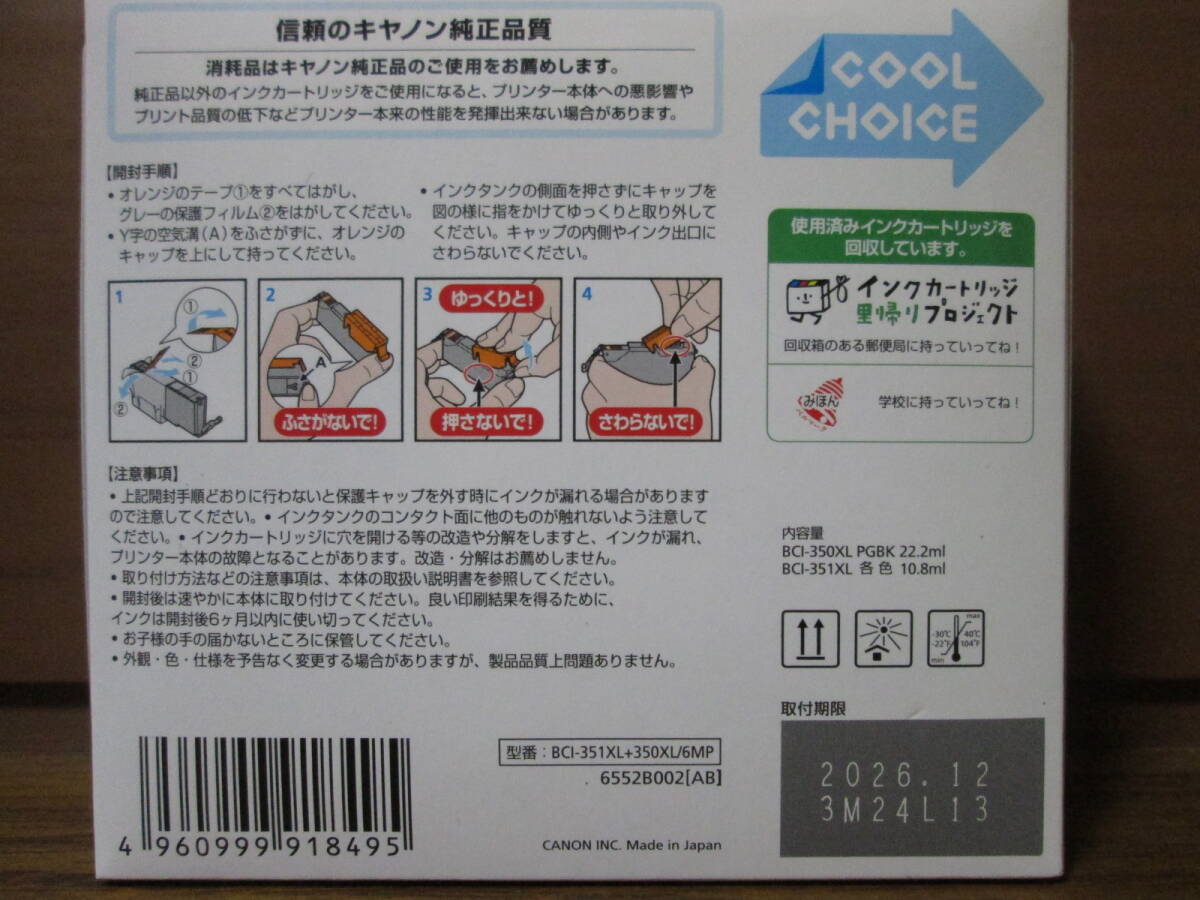 信頼のキヤノン純正品質
消耗品はキヤノン純正品のご使用をお薦めします。
純正品以外のインクカートリッジをご使用になると、プリンター本体への悪影響や
プリント品質の低下などプリンター本来の性能を発揮出来ない場合があります。
COOL
CHOICE
【開封手順】
・オレンジのテープ①をすべてはがし、
グレーの保護フィルム②をはがしてください。
・Y字の空気溝(A)をふさがずに、オレンジの
キャップを上にして持ってください。
・インクタンクの側面を押さずにキャップを
図の様に指をかけてゆっくりと取り外して
ください。キャップの内側やインク出口に
さわらないでください。
1
①
②
①
②
2
A
ふさがないで!
3
ゆっくりと!
押さないで!
4
さわらないで!
使用済みインクカートリッジを
回収しています。
インクカートリッジ
里帰りプロジェクト
回収箱のある郵便局に持っていってね!
みほん
ベルマーク
学校に持っていってね!
【注意事項】
・上記開封手順どおりに行わないと保護キャップを外す時にインクが漏れる場合があります
ので注意してください。・インクタンクのコンタクト面に他のものが触れないよう注意して
ください。・インクカートリッジに穴を開ける等の改造や分解をしますと、インクが漏れ、
プリンター本体の故障となることがあります。改造・分解はお薦めしません。
・取り付け方法などの注意事項は、本体の取扱い説明書を参照してください。
・開封後は速やかに本体に取り付けてください。良い印刷結果を得るために、
インクは開封後6ヶ月以内に使い切ってください。
・お子様の手の届かないところに保管してください。
・外観・色・仕様を予告なく変更する場合がありますが、製品品質上問題ありません。
内容量
BCI-350XL PGBK 22.2ml
BCI-351XL 各色 10.8ml
max
-30℃
-22°F
40℃
104°F
min
取付期限
2026.12
3M24L13
型番：BCI-351XL+350XL/6MP
6552B002[AB]
4 960999 918495
CANON INC. Made in Japan